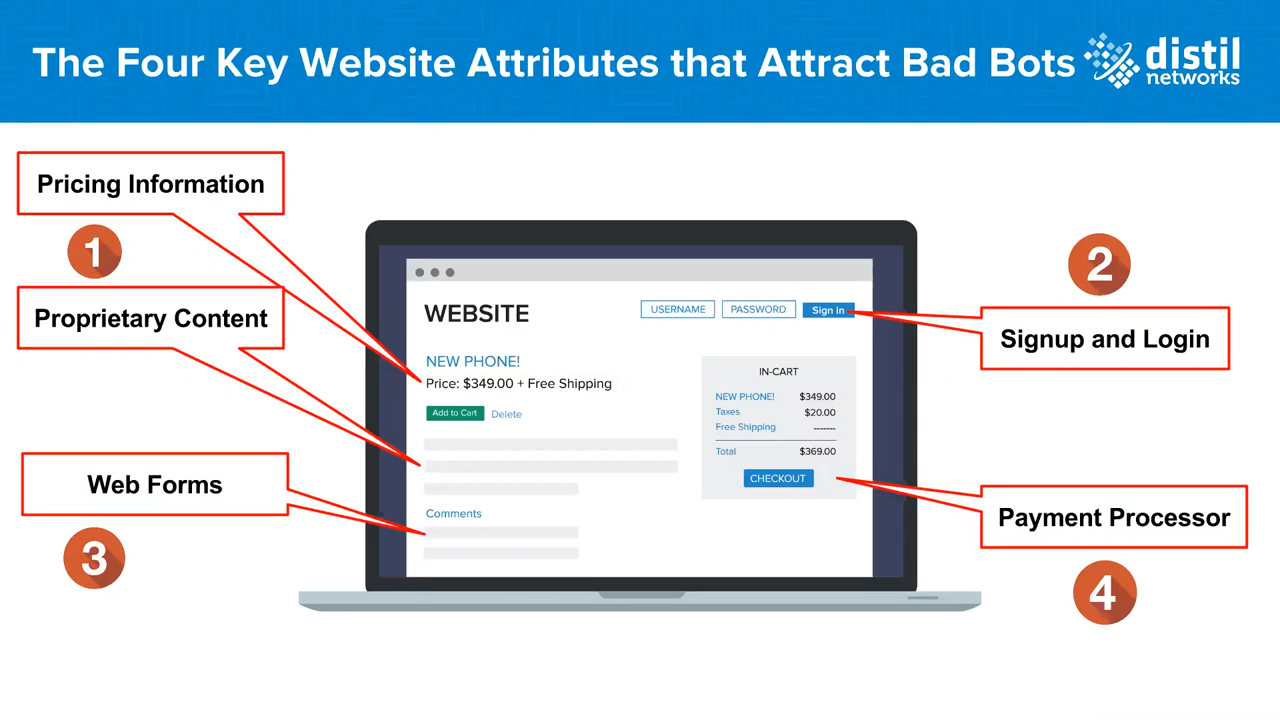 The Four Key Website Attributes that Attract Bad Bots
distil
networks
Pricing Information
1
Proprietary Content
Web Forms
3
WEBSITE
USERNAME
PASSWORD
Sign in
NEW PHONE!
Price: $349.00 + Free Shipping
Add to Cart
Delete
Comments
IN-CART
NEW PHONE! $349.00
Taxes $20.00
Free Shipping -------
Total $369.00
CHECKOUT
2
Signup and Login
Payment Processor
4